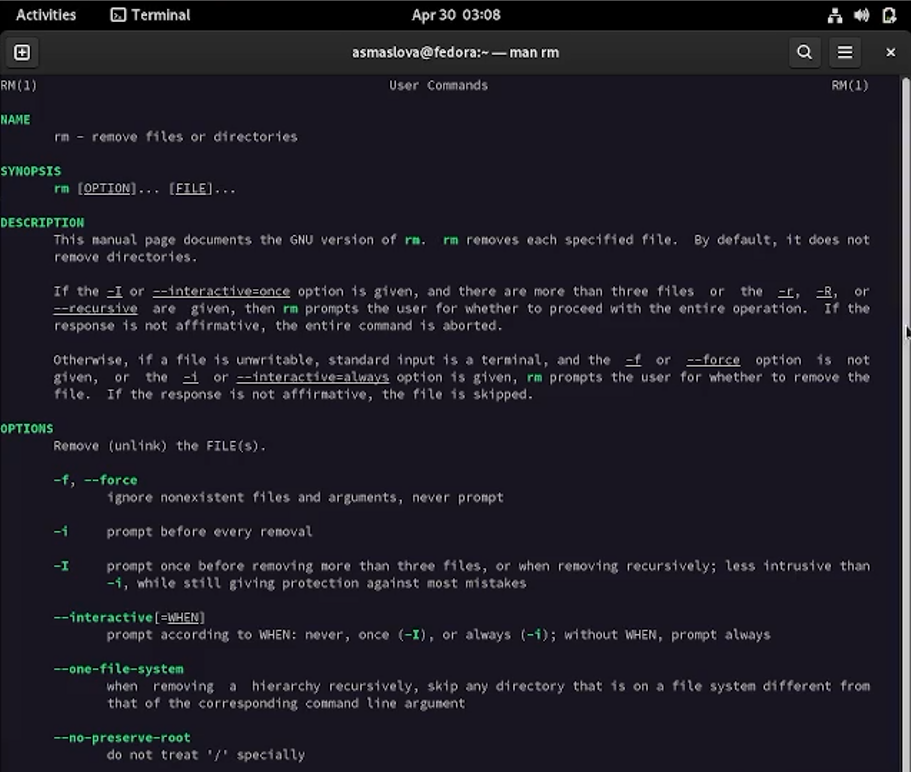 Activities Terminal Apr 30 03:08
asmaslova@fedora:~ — man rm
RM(1) User Commands RM(1)
NAME
rm - remove files or directories
SYNOPSIS
rm [OPTION]... [FILE]...
DESCRIPTION
This manual page documents the GNU version of rm. rm removes each specified file. By default, it does not
remove directories.
If the -I or --interactive=once option is given, and there are more than three files or the -r, -R, or
--recursive are given, then rm prompts the user for whether to proceed with the entire operation. If the
response is not affirmative, the entire command is aborted.
Otherwise, if a file is unwritable, standard input is a terminal, and the -f or --force option is not
given, or the -i or --interactive=always option is given, rm prompts the user for whether to remove the
file. If the response is not affirmative, the file is skipped.
OPTIONS
Remove (unlink) the FILE(s).
-f, --force
ignore nonexistent files and arguments, never prompt
-i prompt before every removal
-I prompt once before removing more than three files, or when removing recursively; less intrusive than
-i, while still giving protection against most mistakes
--interactive[=WHEN]
prompt according to WHEN: never, once (-I), or always (-i); without WHEN, prompt always
--one-file-system
when removing a hierarchy recursively, skip any directory that is on a file system different from
that of the corresponding command line argument
--no-preserve-root
do not treat '/' specially